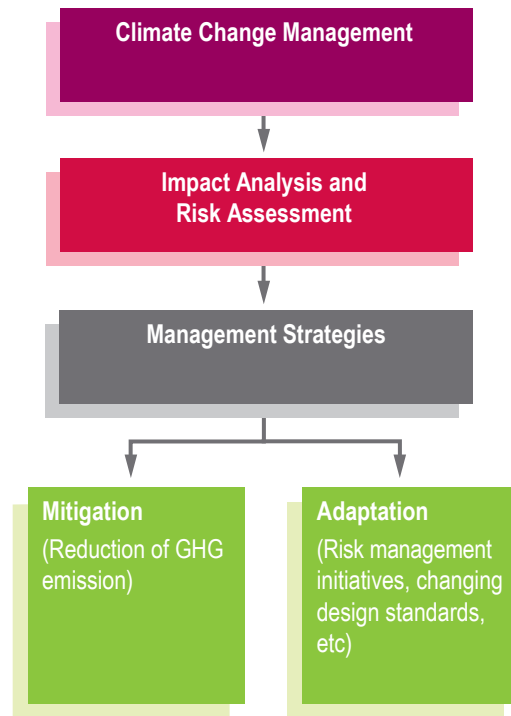 Climate Change Management
Impact Analysis and
Risk Assessment
Management Strategies
Mitigation
(Reduction of GHG
emission)
Adaptation
(Risk management
initiatives, changing
design standards,
etc)